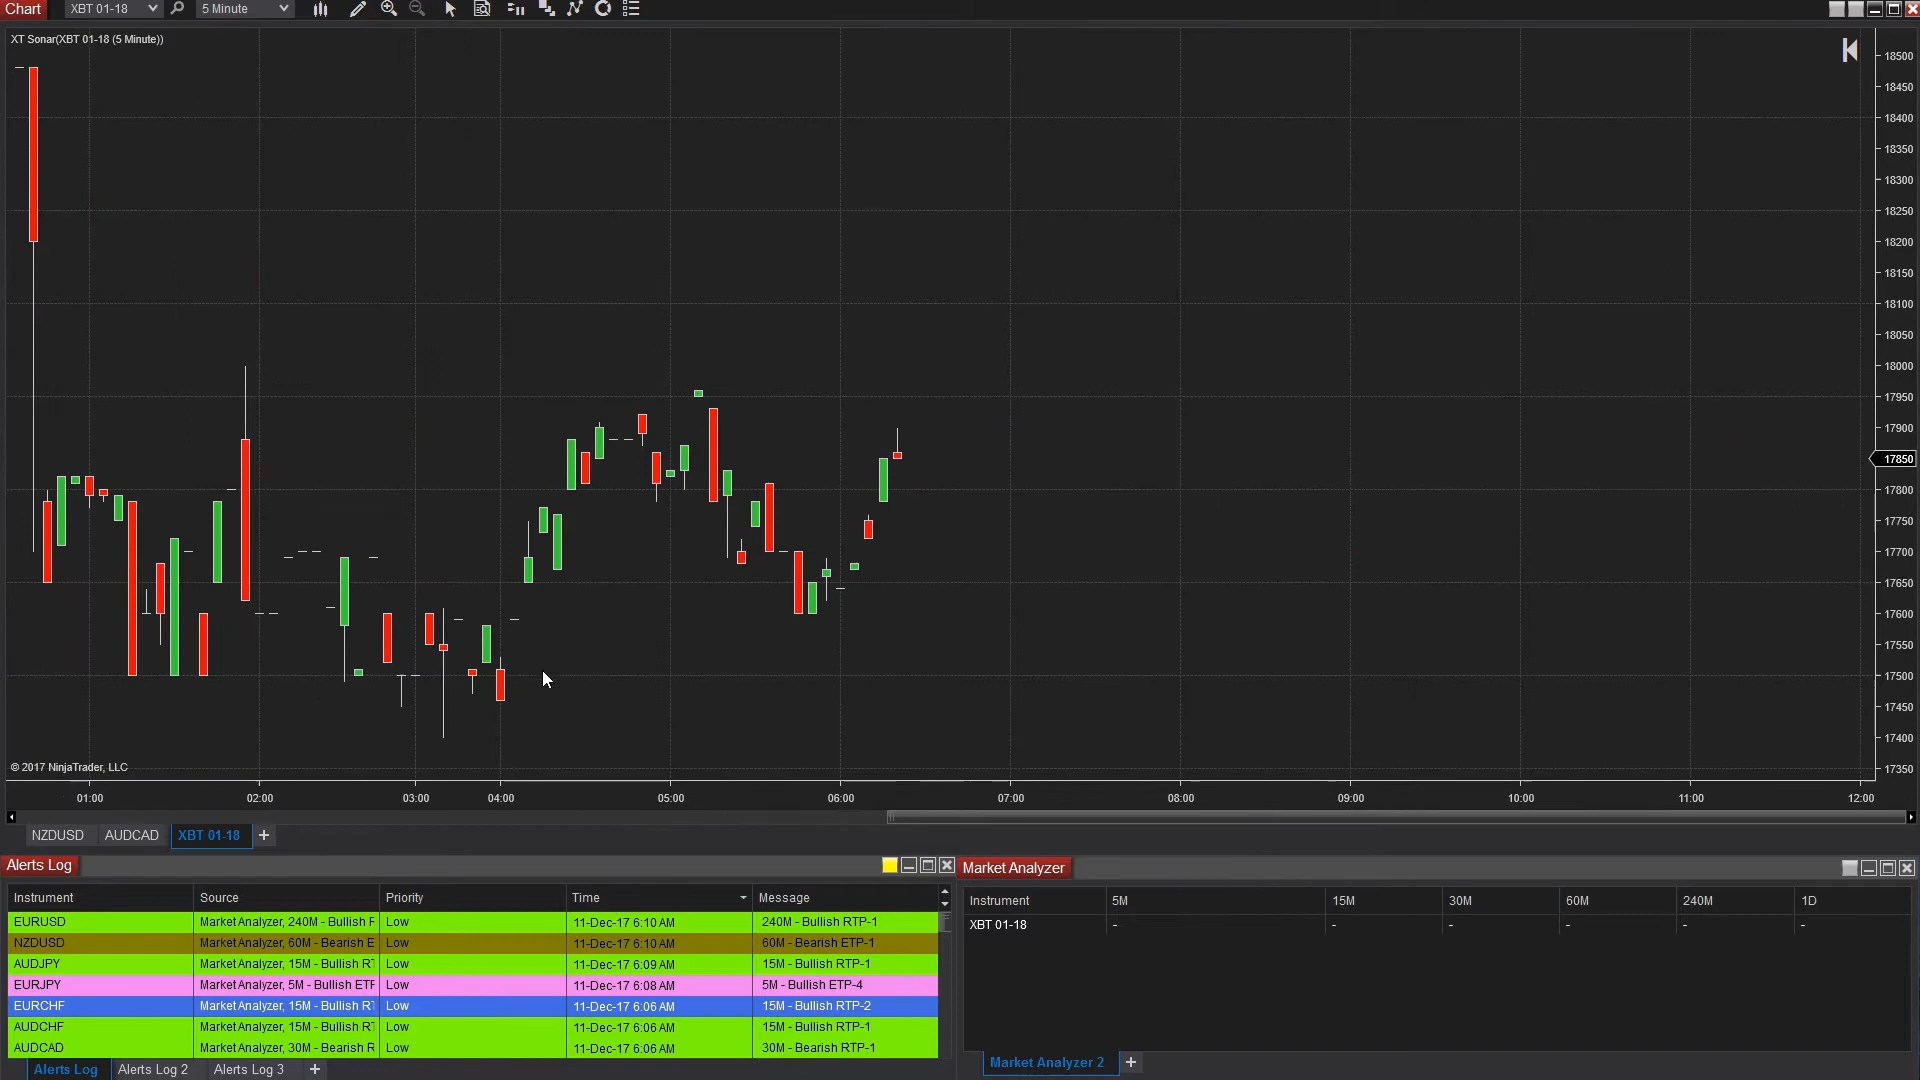 Chart XBT 01-18 5 Minute
XT Sonar(XBT 01-18 (5 Minute))
18500
18450
18400
18350
18300
18250
18200
18150
18100
18050
18000
17950
17900
17850
17800
17750
17700
17650
17600
17550
17500
17450
17400
17350
© 2017 NinjaTrader, LLC
01:00 02:00 03:00 04:00 05:00 06:00 07:00 08:00 09:00 10:00 11:00 12:00
NZDUSD AUDCAD XBT 01-18 +
Alerts Log
Instrument Source Priority Time Message
EURUSD Market Analyzer, 240M - Bullish F Low 11-Dec-17 6:10 AM 240M - Bullish RTP-1
NZDUSD Market Analyzer, 60M - Bearish E Low 11-Dec-17 6:10 AM 60M - Bearish ETP-1
AUDJPY Market Analyzer, 15M - Bullish RT Low 11-Dec-17 6:09 AM 15M - Bullish RTP-1
EURJPY Market Analyzer, 5M - Bullish ETF Low 11-Dec-17 6:08 AM 5M - Bullish ETP-4
EURCHF Market Analyzer, 15M - Bullish RT Low 11-Dec-17 6:06 AM 15M - Bullish RTP-2
AUDCHF Market Analyzer, 15M - Bullish RT Low 11-Dec-17 6:06 AM 15M - Bullish RTP-1
AUDCAD Market Analyzer, 30M - Bearish R Low 11-Dec-17 6:06 AM 30M - Bearish RTP-1
Alerts Log Alerts Log 2 Alerts Log 3 +
Market Analyzer
Instrument 5M 15M 30M 60M 240M 1D
XBT 01-18 - - - - - -
Market Analyzer 2 +